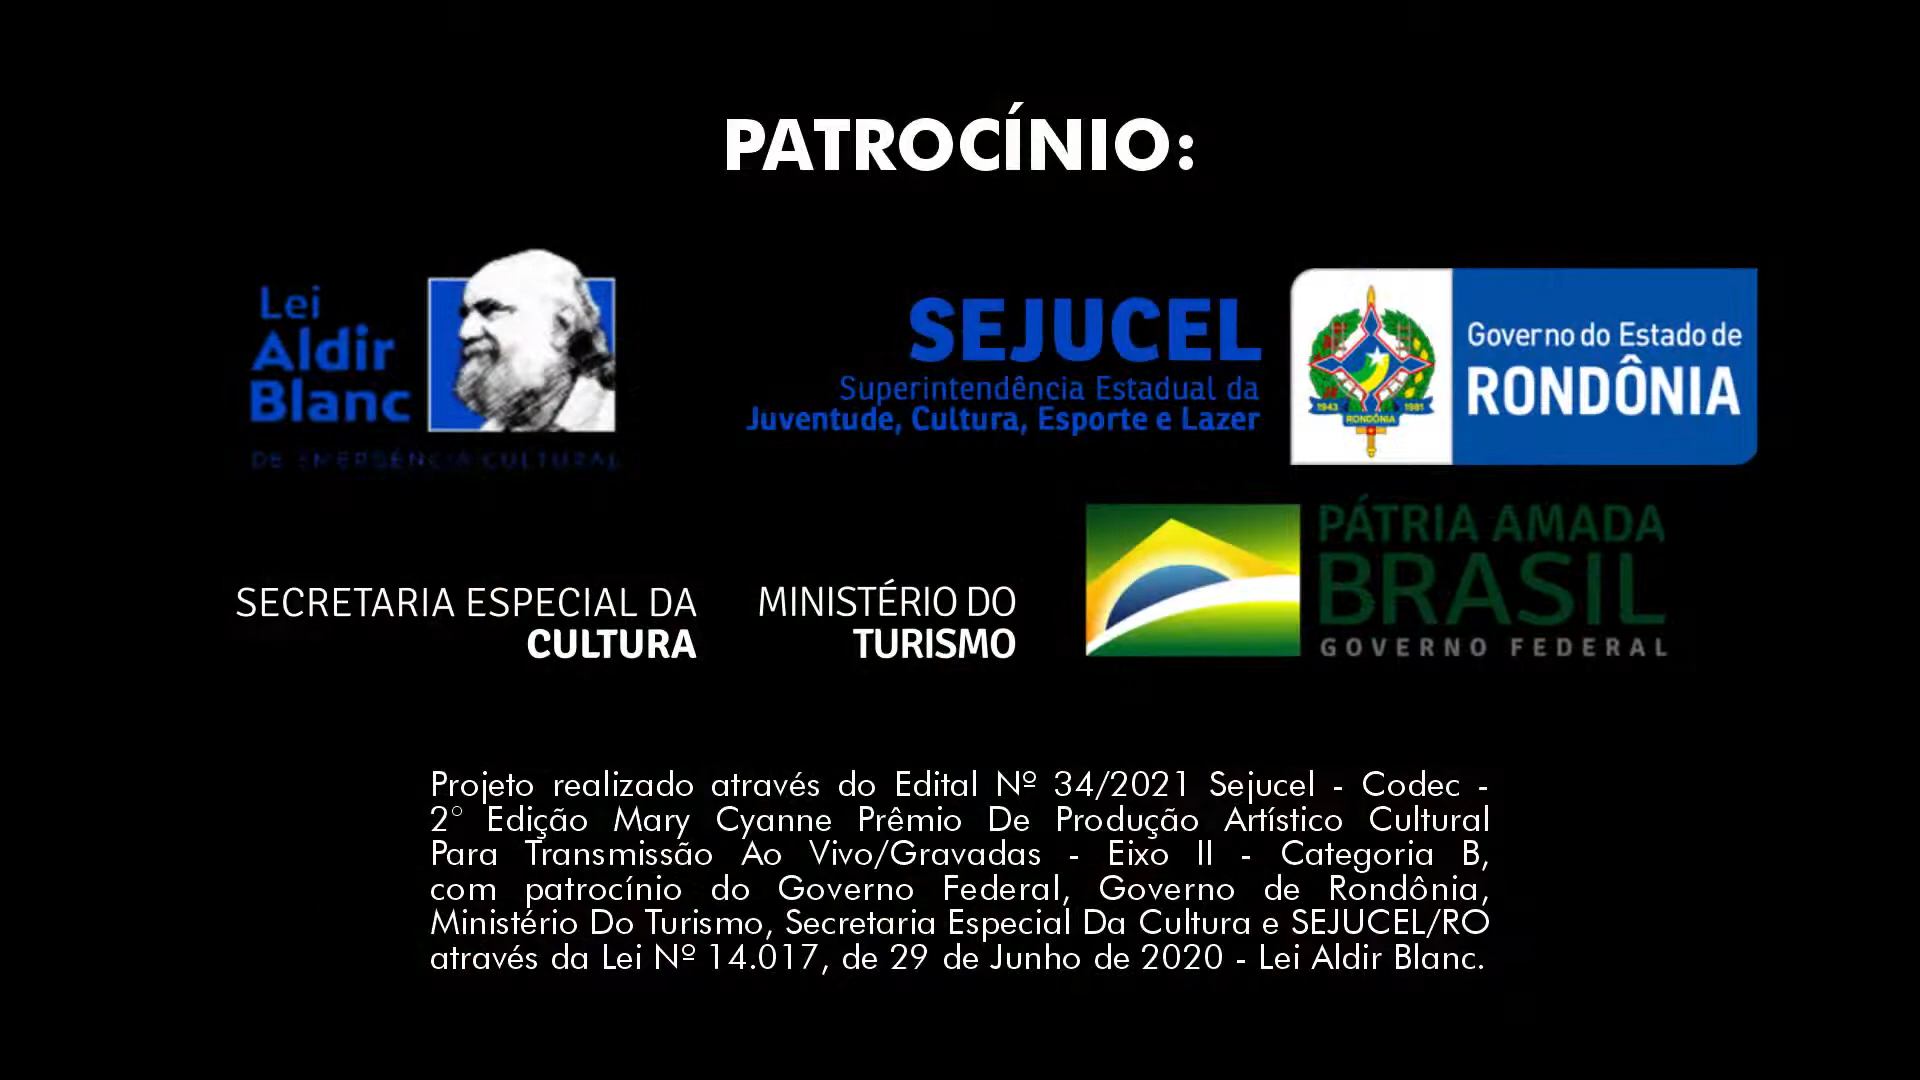 PATROCÍNIO:
Lei
Aldir
Blanc
DE EMERGÊNCIA CULTURAL
SEJUCEL
Superintendência Estadual da
Juventude, Cultura, Esporte e Lazer
1943 1981
RONDÔNIA
Governo do Estado de
RONDÔNIA
SECRETARIA ESPECIAL DA
CULTURA
MINISTÉRIO DO
TURISMO
PÁTRIA AMADA
BRASIL
GOVERNO FEDERAL
Projeto realizado através do Edital Nº 34/2021 Sejucel - Codec -
2° Edição Mary Cyanne Prêmio De Produção Artístico Cultural
Para Transmissão Ao Vivo/Gravadas - Eixo II - Categoria B,
com patrocínio do Governo Federal, Governo de Rondônia,
Ministério Do Turismo, Secretaria Especial Da Cultura e SEJUCEL/RO
através da Lei Nº 14.017, de 29 de Junho de 2020 - Lei Aldir Blanc.